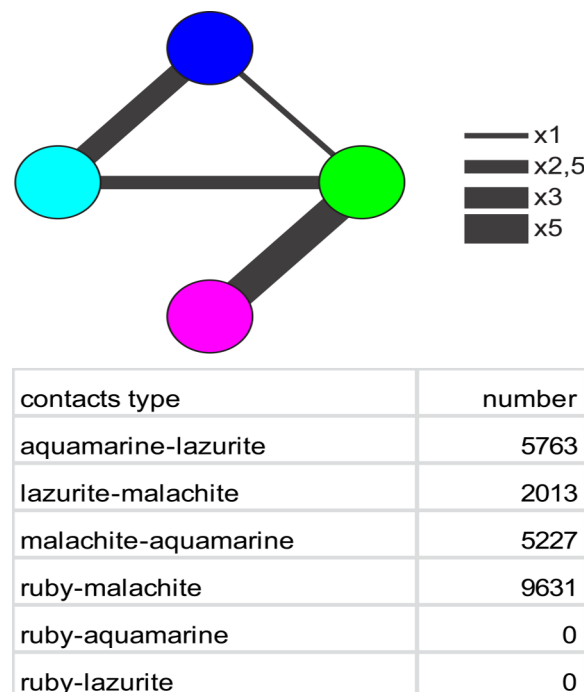 x1
x2,5
x3
x5
contacts type number
aquamarine-lazurite 5763
lazurite-malachite 2013
malachite-aquamarine 5227
ruby-malachite 9631
ruby-aquamarine 0
ruby-lazurite 0